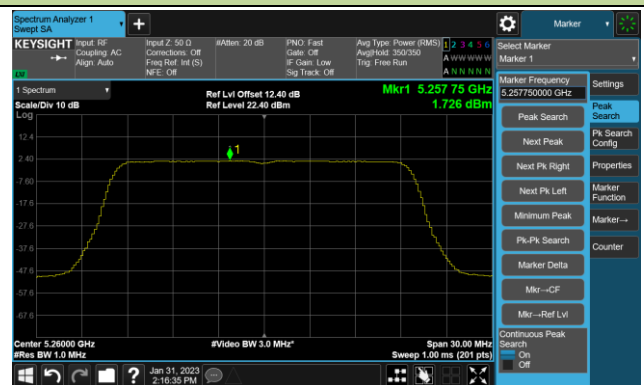 Spectrum Analyzer 1
Swept SA
Marker
KEYSIGHT
Input: RF
Coupling: AC
Align: Auto
Input Z: 50 Ω
Corrections: Off
Freq Ref: Int (S)
NFE: Off
#Atten: 20 dB
PNO: Fast
Gate: Off
IF Gain: Low
Sig Track: Off
Avg Type: Power (RMS)
Avg|Hold: 350/350
Trig: Free Run
1 2 3 4 5 6
A W W W W W
A N N N N N
LW
Select Marker
Marker 1
1 Spectrum
Scale/Div 10 dB
Log
Ref Lvl Offset 12.40 dB
Ref Level 22.40 dBm
Mkr1 5.257 75 GHz
1.726 dBm
12.4
2.40
-7.60
-17.6
-27.6
-37.6
-47.6
-57.6
-67.6
1
Center 5.26000 GHz
#Res BW 1.0 MHz
#Video BW 3.0 MHz*
Span 30.00 MHz
Sweep 1.00 ms (201 pts)
Marker Frequency
5.257750000 GHz
Peak Search
Next Peak
Next Pk Right
Next Pk Left
Minimum Peak
Pk-Pk Search
Marker Delta
Mkr→CF
Mkr→Ref Lvl
Continuous Peak
Search
On
Off
Settings
Peak
Search
Pk Search
Config
Properties
Marker
Function
Marker→
Counter
Jan 31, 2023
2:16:35 PM